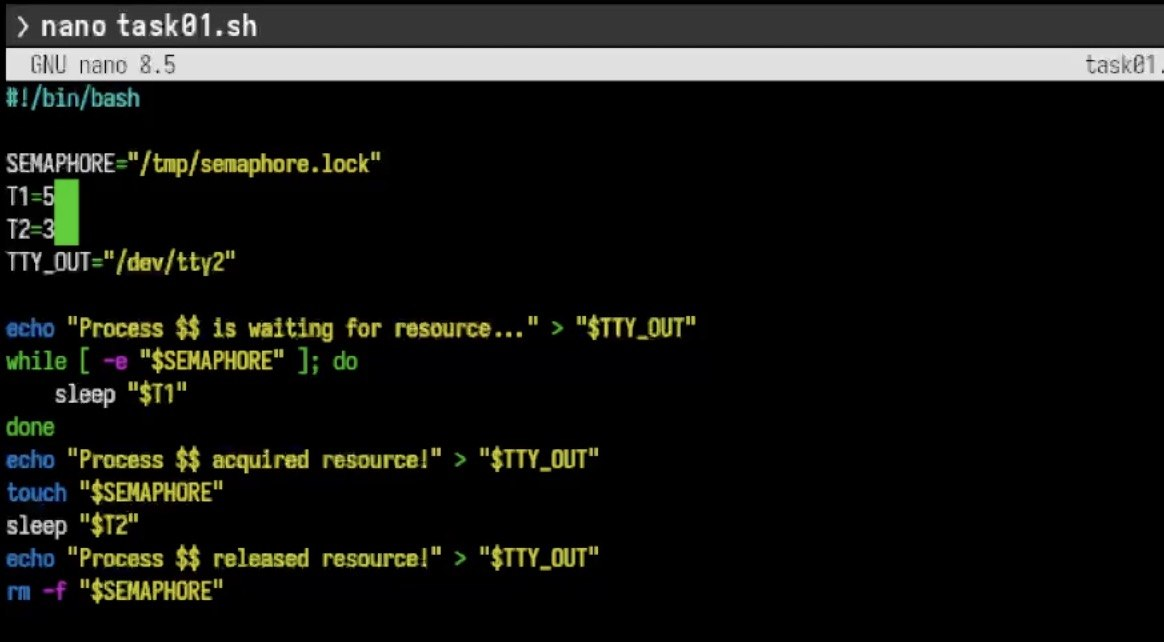 ❯ nano task01.sh
GNU nano 8.5 task01.
#!/bin/bash
SEMAPHORE="/tmp/semaphore.lock"
T1=5
T2=3
TTY_OUT="/dev/tty2"
echo "Process $$ is waiting for resource..." > "$TTY_OUT"
while [ -e "$SEMAPHORE" ]; do
    sleep "$T1"
done
echo "Process $$ acquired resource!" > "$TTY_OUT"
touch "$SEMAPHORE"
sleep "$T2"
echo "Process $$ released resource!" > "$TTY_OUT"
rm -f "$SEMAPHORE"